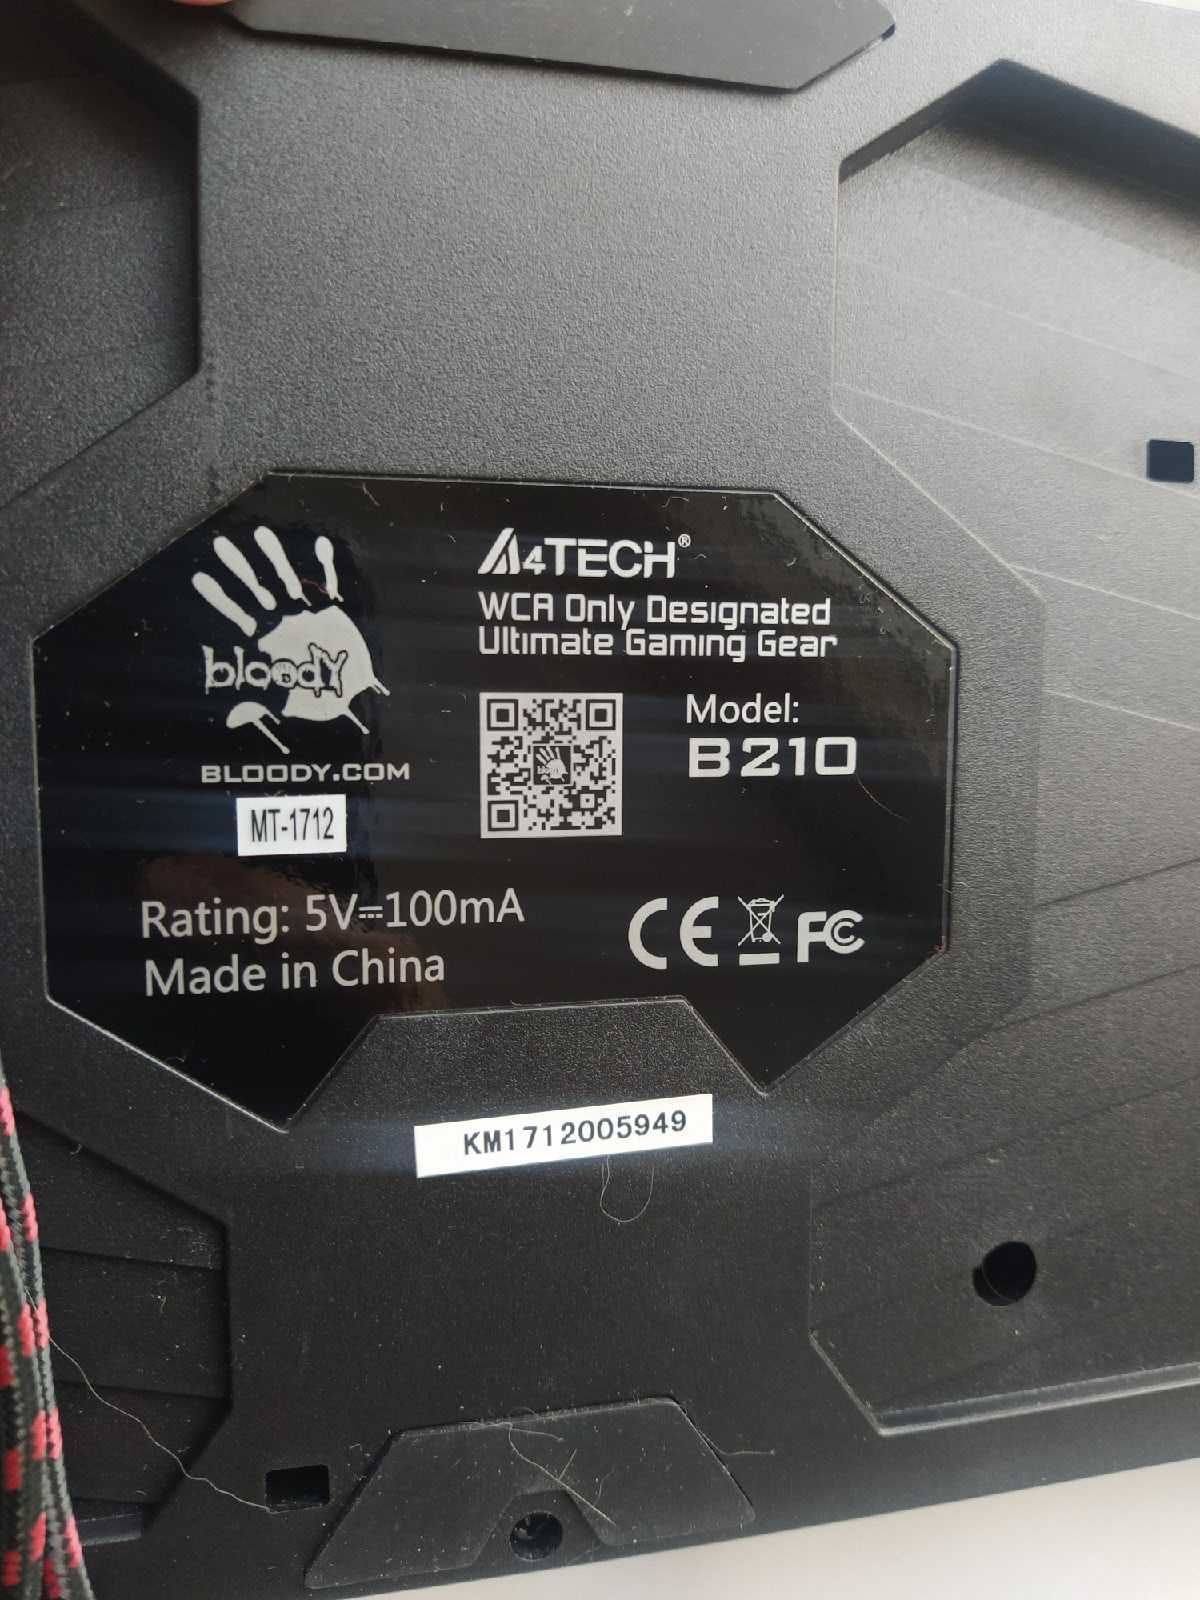 A4TECH®
WCA Only Designated
Ultimate Gaming Gear
bloody
BLOODY.COM
MT-1712
bloody
Model:
B210
Rating: 5V⎓100mA
Made in China
CE
FC
KM1712005949